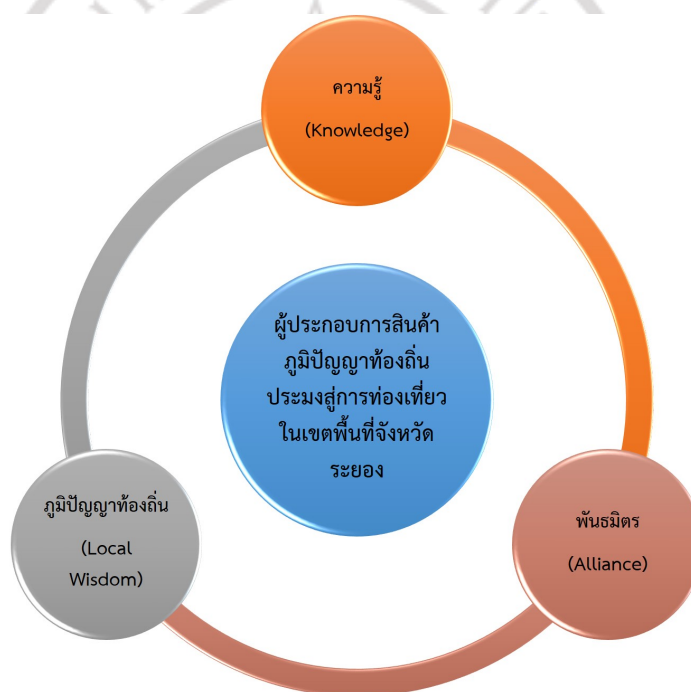 ความรู้
(Knowledge)
ผู้ประกอบการสินค้า
ภูมิปัญญาท้องถิ่น
ประมงสู่การท่องเที่ยว
ในเขตพื้นที่จังหวัด
ระยอง
ภูมิปัญญาท้องถิ่น
(Local
Wisdom)
พันธมิตร
(Alliance)